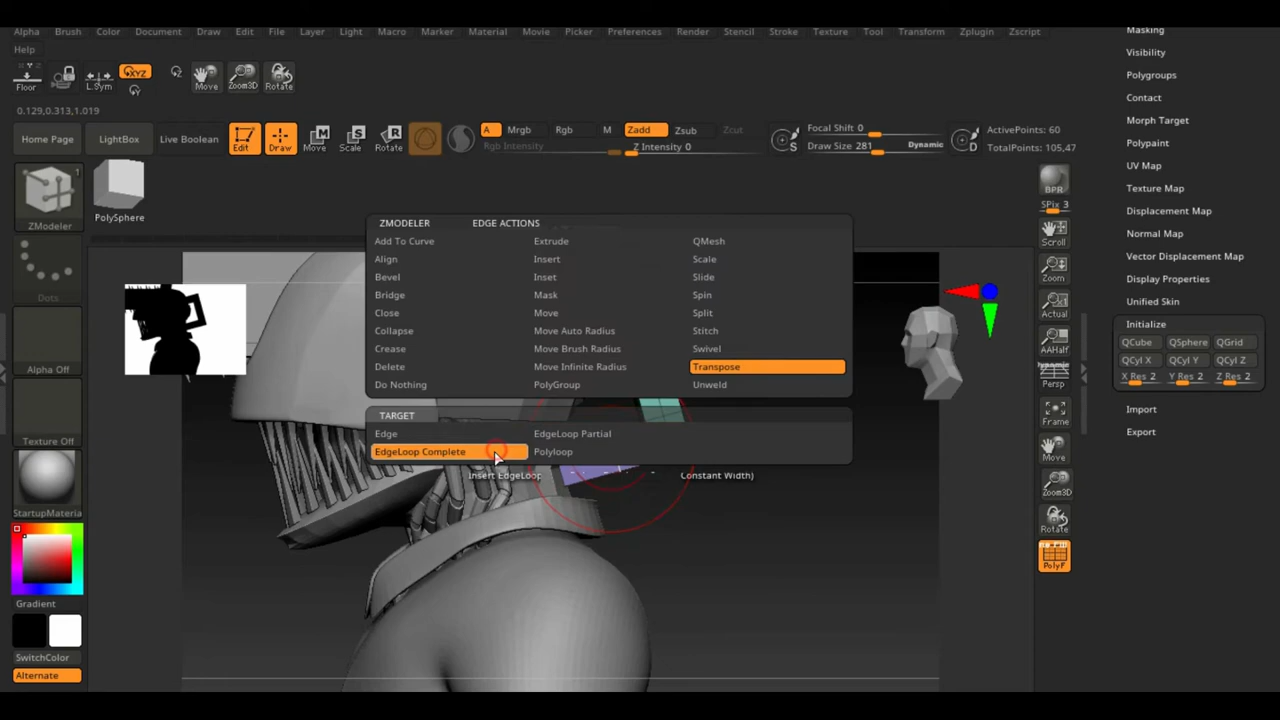 Alpha Brush Color Document Draw Edit File Layer Light Macro Marker Material Movie Picker Preferences Render Stencil Stroke Texture Tool Transform Zplugin Zscript
Help
Floor L.Sym XYZ Y Z Move Zoom3D Rotate
0.129,0.313,1.019
Home Page LightBox Live Boolean Edit Draw Move Scale Rotate A Mrgb Rgb M Zadd Zsub Zcut Focal Shift 0 ActivePoints: 60
Rgb Intensity Z Intensity 0 Draw Size 281 Dynamic TotalPoints: 105,47
M S R S D
1
ZModeler PolySphere
Dots
Alpha Off
Texture Off
StartupMateria
Gradient
SwitchColor
Alternate
ZMODELER EDGE ACTIONS
Add To Curve Extrude QMesh
Align Insert Scale
Bevel Inset Slide
Bridge Mask Spin
Close Move Split
Collapse Move Auto Radius Stitch
Crease Move Brush Radius Swivel
Delete Move Infinite Radius Transpose
Do Nothing PolyGroup Unweld
TARGET
Edge EdgeLoop Partial
EdgeLoop Complete Polyloop
Insert EdgeLoop Constant Width)
BPR
SPix 3
Scroll
Zoom
Actual
AAHalf
Dynamic
Persp
Frame
Move
Zoom3D
Rotate
PolyF
Masking
Visibility
Polygroups
Contact
Morph Target
Polypaint
UV Map
Texture Map
Displacement Map
Normal Map
Vector Displacement Map
Display Properties
Unified Skin
Initialize
QCube QSphere QGrid
QCyl X QCyl Y QCyl Z
X Res 2 Y Res 2 Z Res 2
Import
Export